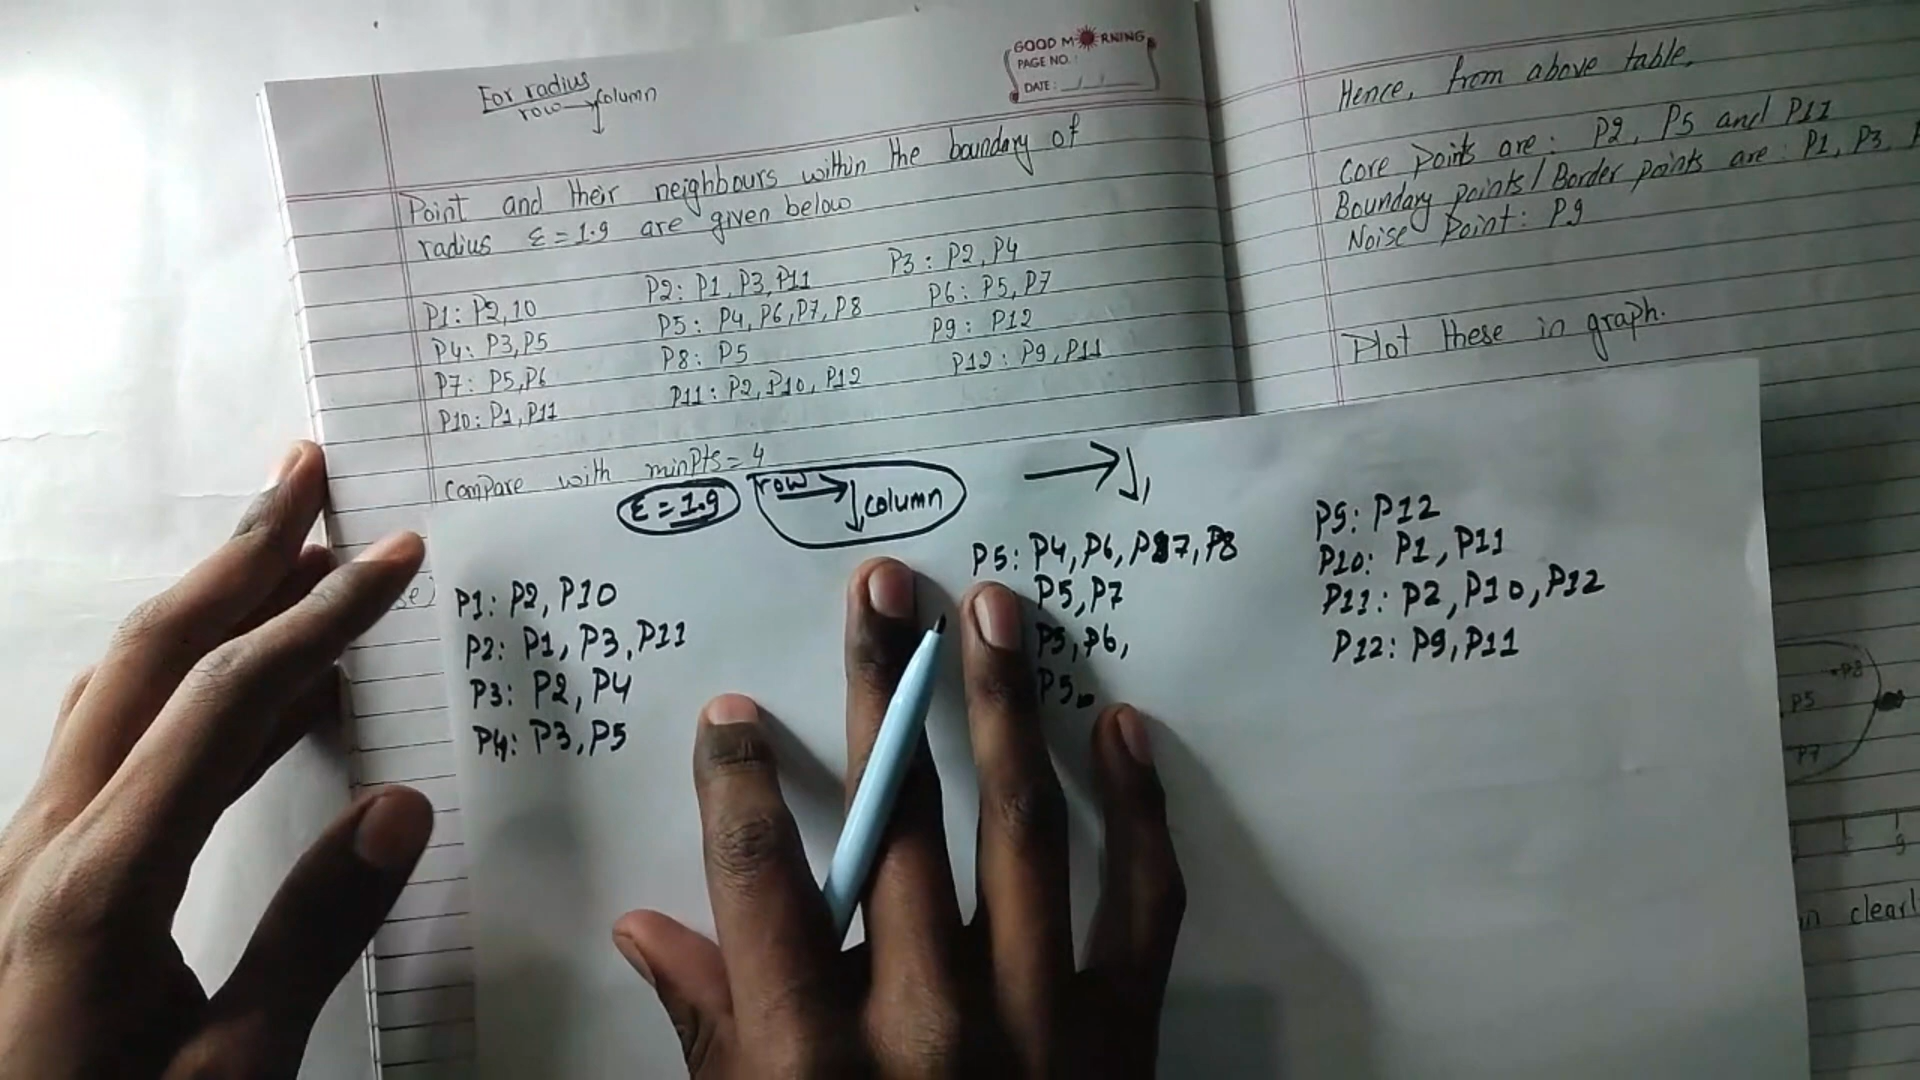 For radius
row → column
GOOD MORNING
PAGE NO.
DATE:
Point and their neighbours within the boundary of
radius ε = 1.9 are given below
P1: P2, 10
P2: P1, P3, P11
P3: P2, P4
P4: P3, P5
P5: P4, P6, P7, P8
P6: P5, P7
P7: P5, P6
P8: P5
P9: P12
P10: P1, P11
P11: P2, P10, P12
P12: P9, P11
Compare with minPts = 4
Hence, from above table,
Core points are: P2, P5 and P11
Boundary points / Border points are: P1, P3,
Noise Point: P9
Plot these in graph.
ε = 1.9
row → ↓ column
→ ↓
P1: P2, P10
P2: P1, P3, P11
P3: P2, P4
P4: P3, P5
P5: P4, P6, P7, P8
P5, P7
P5, P6,
P5
P9: P12
P10: P1, P11
P11: P2, P10, P12
P12: P9, P11
P8
P5
P7